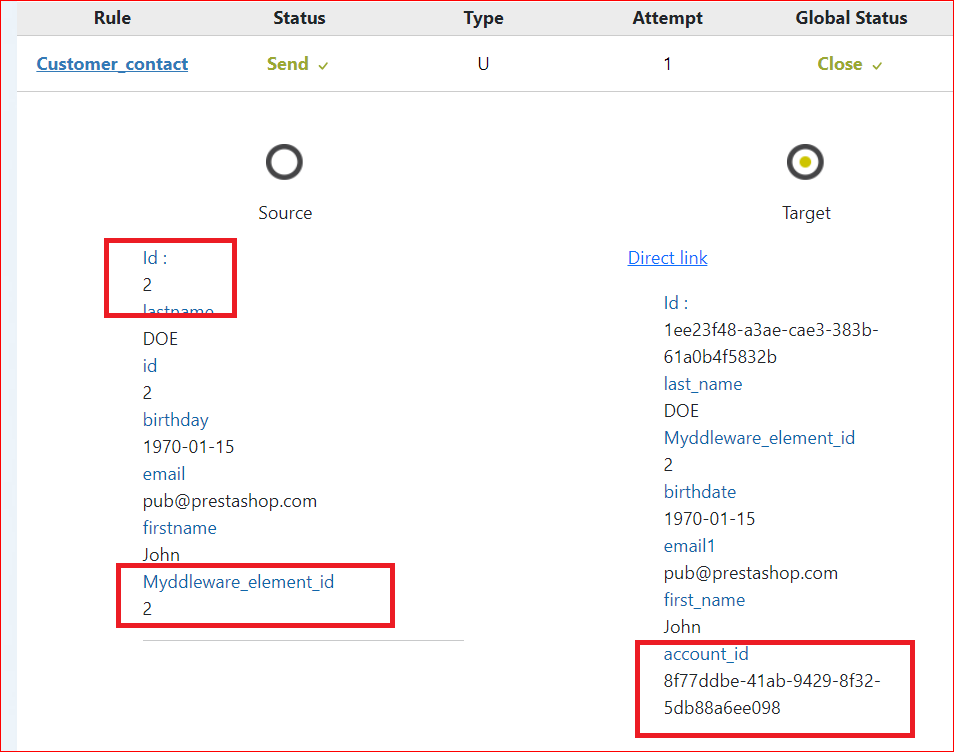 Rule Status Type Attempt Global Status
Customer_contact Send U 1 Close
Source
Id :
2
lastname
DOE
id
2
birthday
1970-01-15
email
pub@prestashop.com
firstname
John
Myddleware_element_id
2
Target
Direct link
Id :
1ee23f48-a3ae-cae3-383b-
61a0b4f5832b
last_name
DOE
Myddleware_element_id
2
birthdate
1970-01-15
email1
pub@prestashop.com
first_name
John
account_id
8f77ddbe-41ab-9429-8f32-
5db88a6ee098